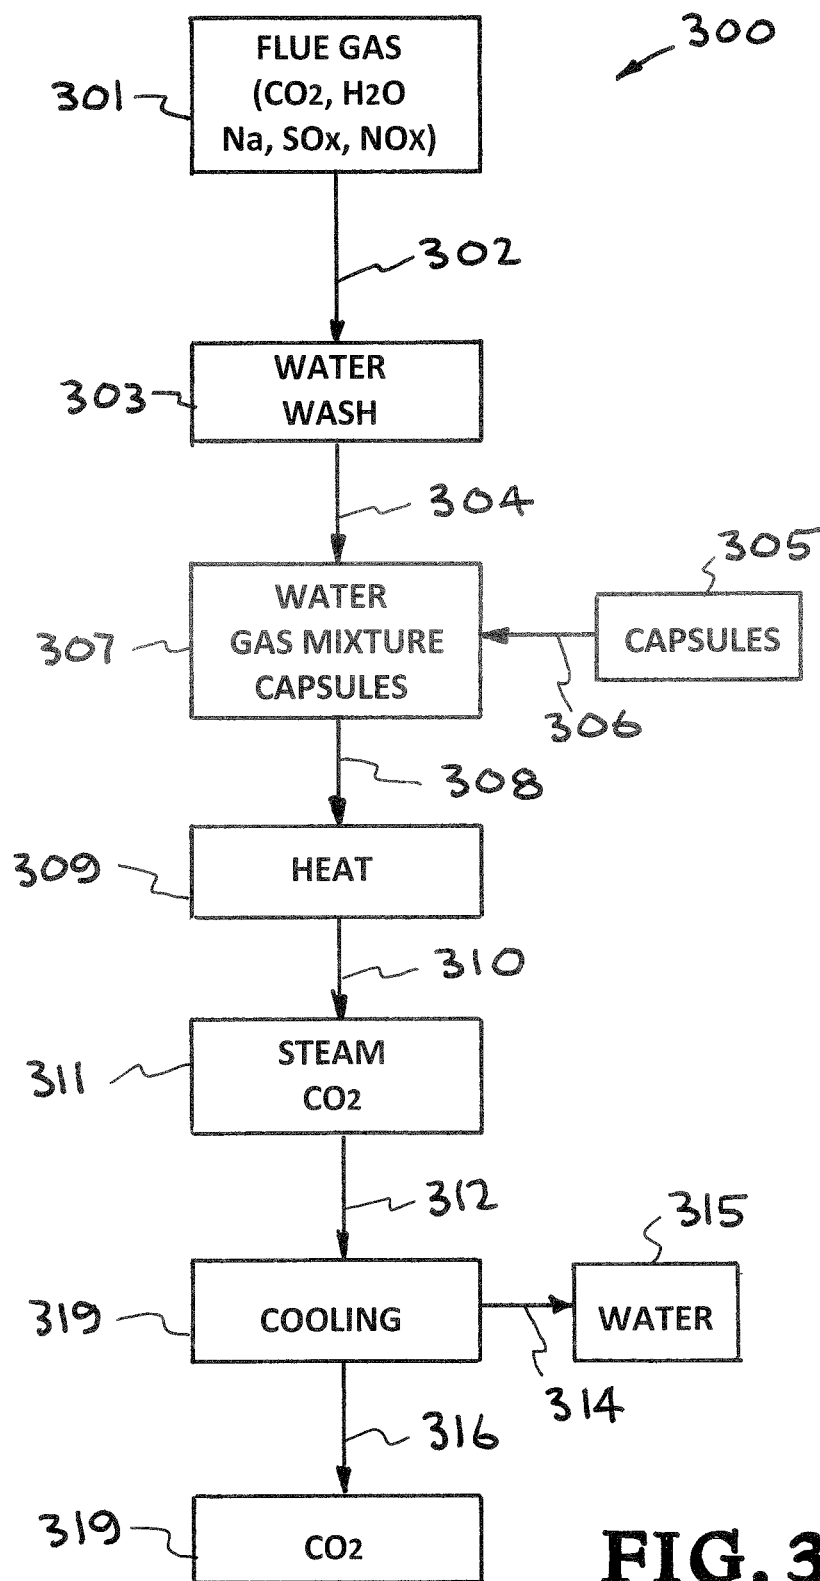 300
FLUE GAS
301
(CO2, H2O
Na, SOx, NOx)
302
WATER
303
WASH
304
305
WATER
307
GAS MIXTURE
CAPSULES
CAPSULES
306
308
309
HEAT
310
STEAM
311
CO2
312
315
319
COOLING
WATER
314
316
319
CO2
FIG. 3